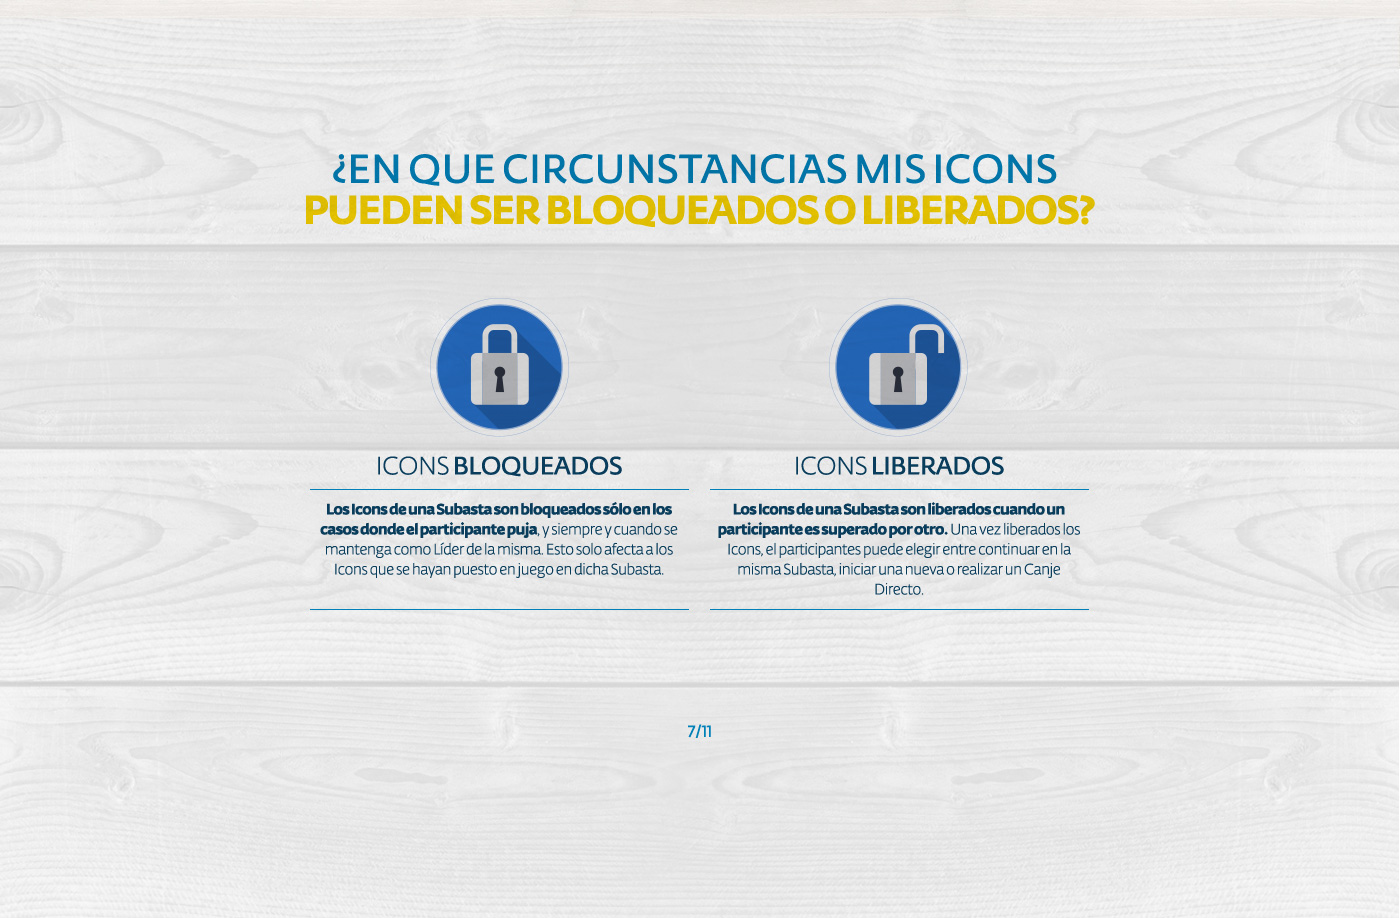 ¿EN QUE CIRCUNSTANCIAS MIS ICONS
PUEDEN SER BLOQUEADOS O LIBERADOS?
ICONS BLOQUEADOS
Los Icons de una Subasta son bloqueados sólo en los
casos donde el participante puja, y siempre y cuando se
mantenga como Líder de la misma. Esto solo afecta a los
Icons que se hayan puesto en juego en dicha Subasta.
ICONS LIBERADOS
Los Icons de una Subasta son liberados cuando un
participante es superado por otro. Una vez liberados los
Icons, el participantes puede elegir entre continuar en la
misma Subasta, iniciar una nueva o realizar un Canje
Directo.
7/11